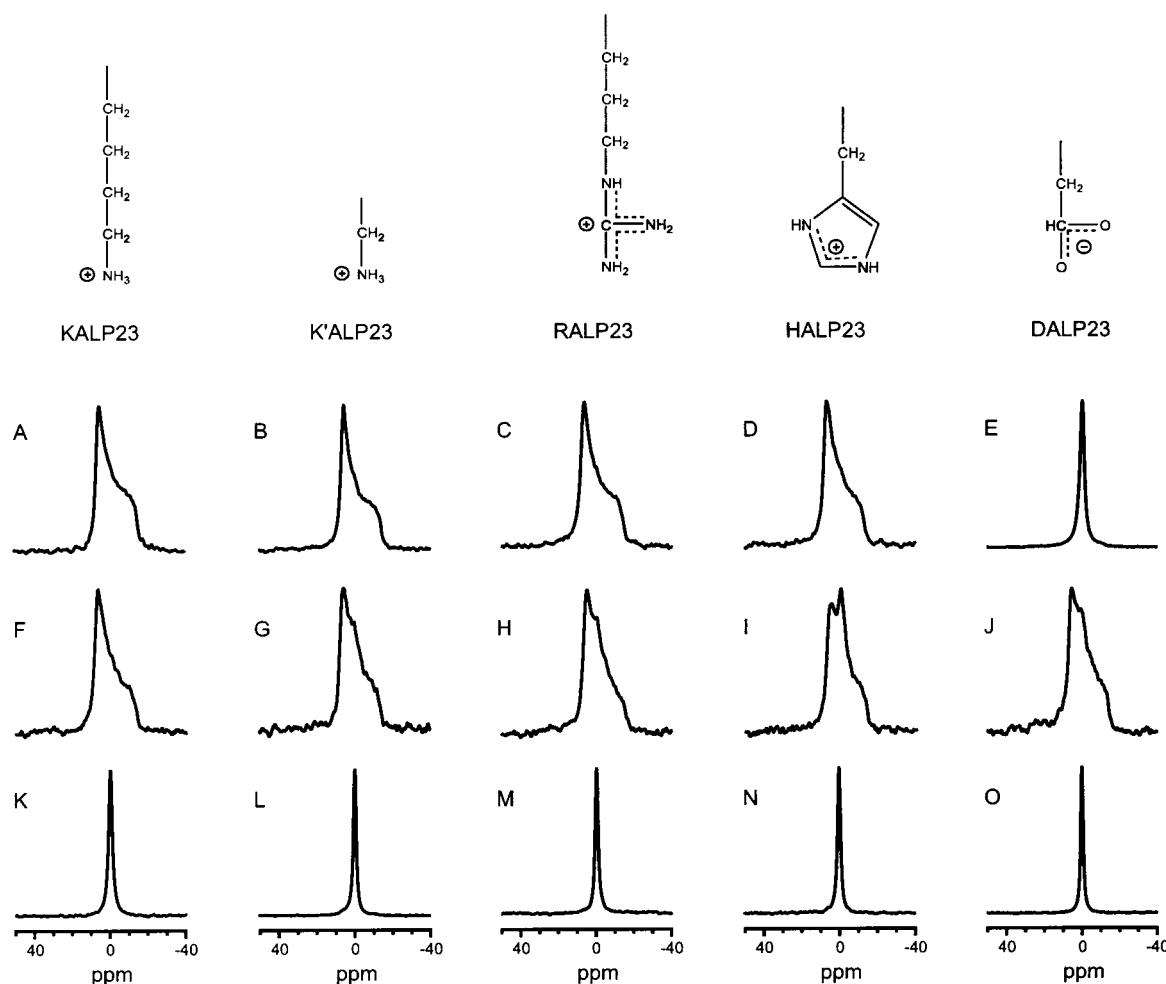 CH₂
CH₂
CH₂
CH₂
⊕ NH₃
KALP23
CH₂
⊕ NH₃
K'ALP23
CH₂
CH₂
CH₂
NH
⊕ C NH₂
NH₂
RALP23
CH₂
HN
⊕
NH
HALP23
CH₂
HC O
⊖
O
DALP23
A B C D E
F G H I J
K L M N O
40 0 -40 40 0 -40 40 0 -40 40 0 -40 40 0 -40
ppm ppm ppm ppm ppm